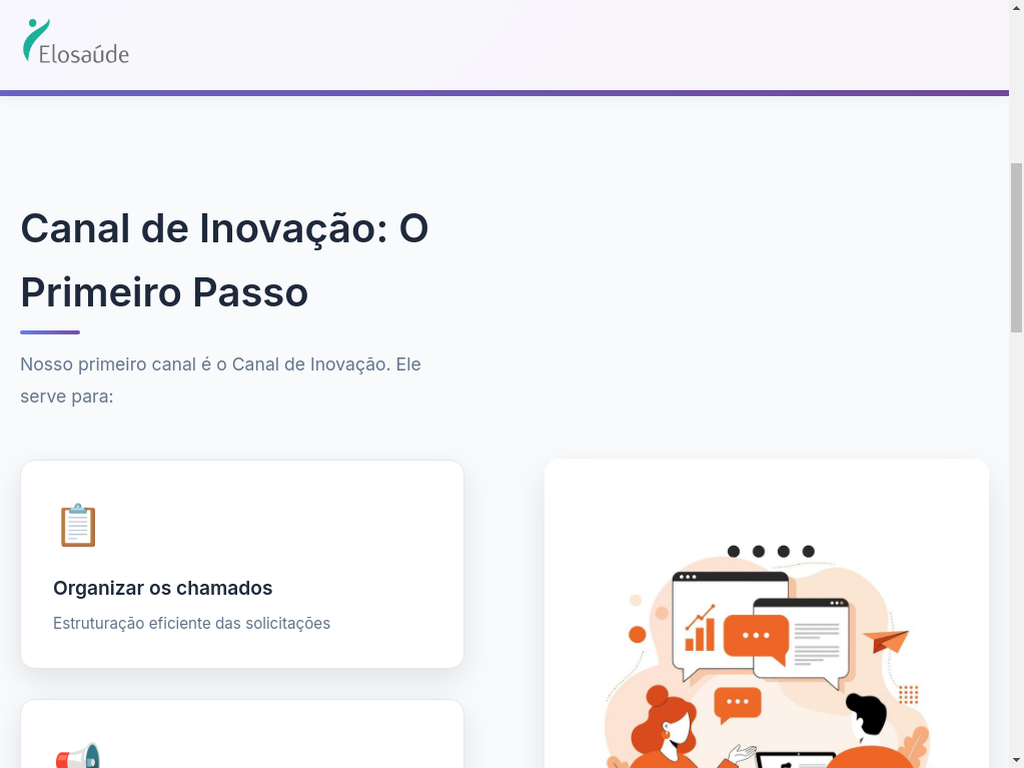 Elosaúde
Canal de Inovação: O
Primeiro Passo
Nosso primeiro canal é o Canal de Inovação. Ele
serve para:
Organizar os chamados
Estruturação eficiente das solicitações